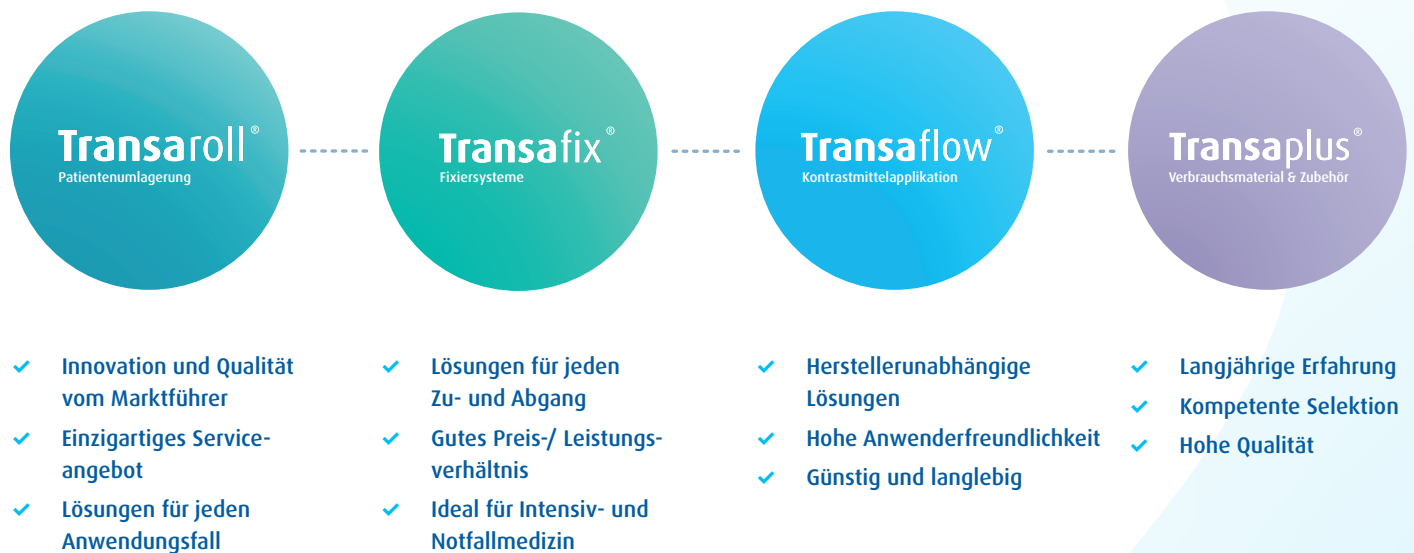 Transaroll®
Patientenumlagerung
Transafix®
Fixiersysteme
Transaflow®
Kontrastmittelapplikation
Transaplus®
Verbrauchsmaterial & Zubehör
Innovation und Qualität
vom Marktführer
Einzigartiges Service-
angebot
Lösungen für jeden
Anwendungsfall
Lösungen für jeden
Zu- und Abgang
Gutes Preis-/ Leistungs-
verhältnis
Ideal für Intensiv- und
Notfallmedizin
Herstellerunabhängige
Lösungen
Hohe Anwenderfreundlichkeit
Günstig und langlebig
Langjährige Erfahrung
Kompetente Selektion
Hohe Qualität